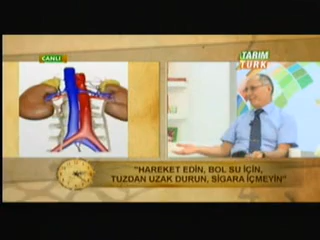 CANLI
TARIM
TÜRK
"HAREKET EDİN, BOL SU İÇİN,
TUZDAN UZAK DURUN, SİGARA İÇMEYİN"